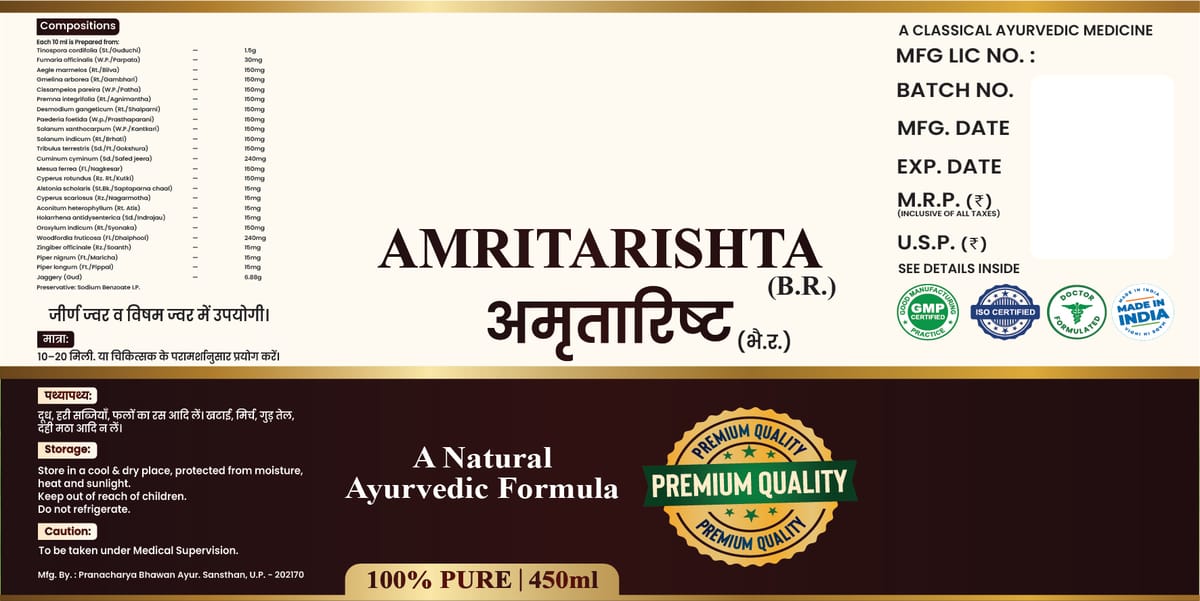 Compositions
Each 10 ml is Prepared from:
Tinospora cordifolia (St./Guduchi) – 1.5g
Fumaria officinalis (W.P./Parpata) – 30mg
Aegle marmelos (Rt./Bilva) – 150mg
Gmelina arborea (Rt./Gambhari) – 150mg
Cissampelos pareira (W.P./Patha) – 150mg
Premna integrifolia (Rt./Agnimantha) – 150mg
Desmodium gangeticum (Rt./Shalparni) – 150mg
Paederia foetida (W.p./Prasthaparani) – 150mg
Solanum xanthocarpum (W.P./Kantkari) – 150mg
Solanum indicum (Rt./Brhati) – 150mg
Tribulus terrestris (Sd./Ft./Gokshura) – 150mg
Cuminum cyminum (Sd./Safed jeera) – 240mg
Mesua ferrea (Fl./Nagkesar) – 150mg
Cyperus rotundus (Rz. Rt./Kutki) – 150mg
Alstonia scholaris (St.Bk./Saptaparna chaal) – 15mg
Cyperus scariosus (Rz./Nagarmotha) – 15mg
Aconitum heterophyllum (Rt. Atis) – 15mg
Holarrhena antidysenterica (Sd./Indrajau) – 15mg
Oroxylum indicum (Rt./Syonaka) – 150mg
Woodfordia fruticosa (Fl./Dhaiphool) – 240mg
Zingiber officinale (Rz./Soanth) – 15mg
Piper nigrum (Ft./Maricha) – 15mg
Piper longum (Ft./Pippal) – 15mg
Jaggery (Gud) – 6.88g
Preservative: Sodium Benzoate I.P.
जीर्ण ज्वर व विषम ज्वर में उपयोगी।
मात्रा:
10-20 मिली. या चिकित्सक के परामर्शानुसार प्रयोग करें।
पथ्यापथ्य:
दूध, हरी सब्जियाँ, फलों का रस आदि लें। खटाई, मिर्च, गुड़ तेल,
दही मठा आदि न लें।
Storage:
Store in a cool & dry place, protected from moisture,
heat and sunlight.
Keep out of reach of children.
Do not refrigerate.
Caution:
To be taken under Medical Supervision.
Mfg. By. : Pranacharya Bhawan Ayur. Sansthan, U.P. - 202170
AMRITARISHTA
(B.R.)
अमृतारिष्ट
(भै.र.)
A Natural
Ayurvedic Formula
100% PURE | 450ml
PREMIUM QUALITY
PREMIUM QUALITY
PREMIUM QUALITY
A CLASSICAL AYURVEDIC MEDICINE
MFG LIC NO. :
BATCH NO.
MFG. DATE
EXP. DATE
M.R.P. (₹)
(INCLUSIVE OF ALL TAXES)
U.S.P. (₹)
SEE DETAILS INSIDE
GOOD MANUFACTURING
GMP
CERTIFIED
PRACTICE
ISO CERTIFIED
DOCTOR
FORMULATED
MADE IN INDIA
MADE IN
INDIA